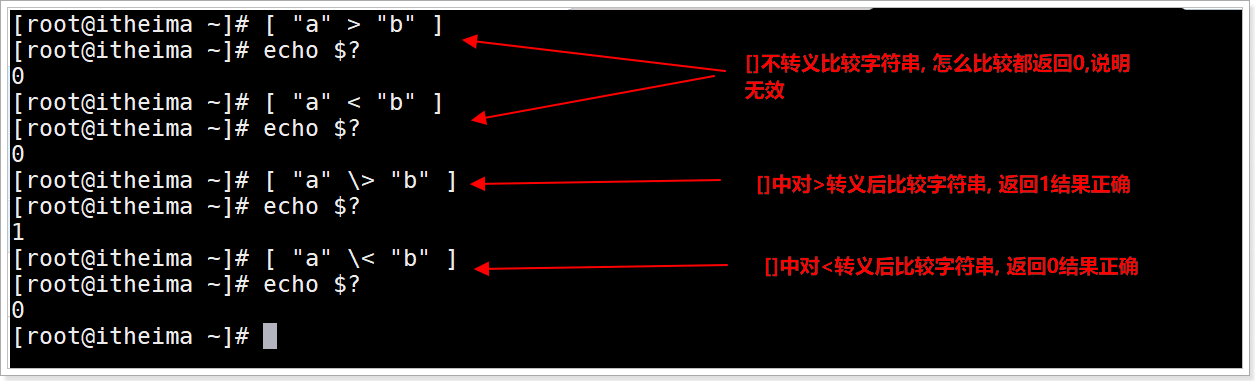 [root@itheima ~]# [ "a" > "b" ]
[root@itheima ~]# echo $?
0
[root@itheima ~]# [ "a" < "b" ]
[root@itheima ~]# echo $?
0
[root@itheima ~]# [ "a" \> "b" ]
[root@itheima ~]# echo $?
1
[root@itheima ~]# [ "a" \< "b" ]
[root@itheima ~]# echo $?
0
[root@itheima ~]#
[]不转义比较字符串, 怎么比较都返回0,说明
无效
[]中对>转义后比较字符串, 返回1结果正确
[]中对<转义后比较字符串, 返回0结果正确